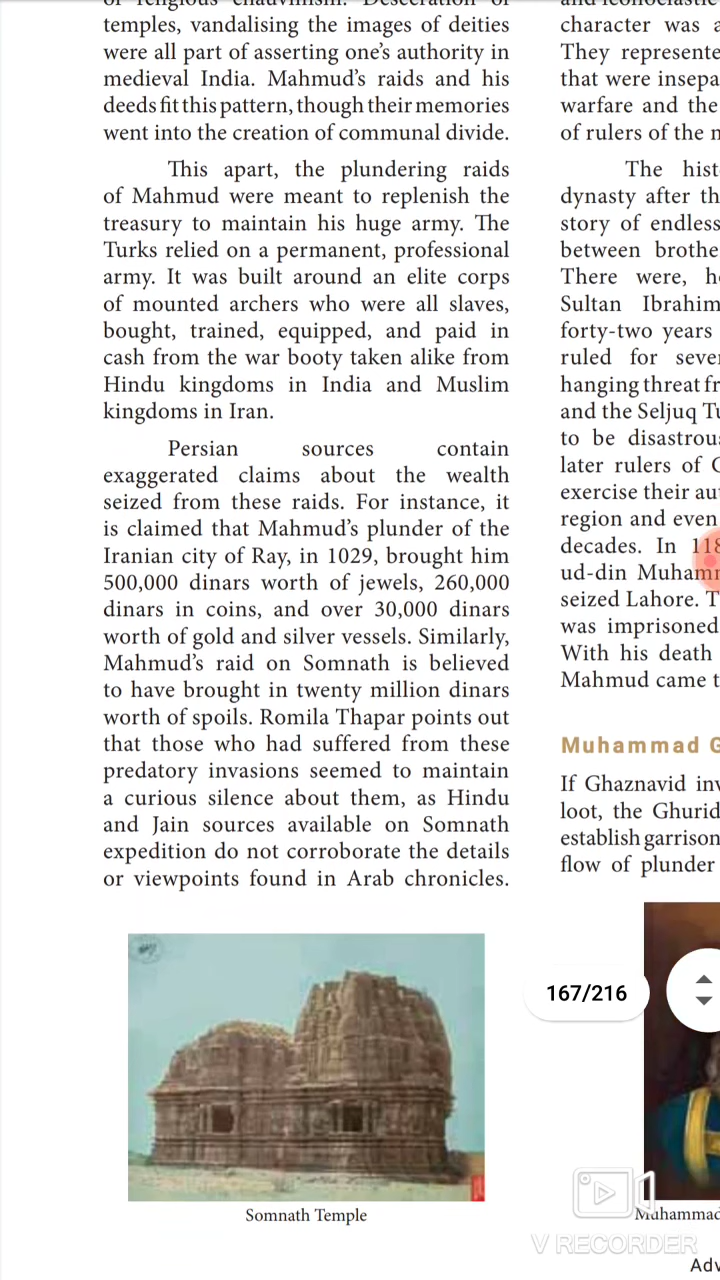 of religious chauvinism. Desecration of
temples, vandalising the images of deities
were all part of asserting one's authority in
medieval India. Mahmud's raids and his
deeds fit this pattern, though their memories
went into the creation of communal divide.
This apart, the plundering raids
of Mahmud were meant to replenish the
treasury to maintain his huge army. The
Turks relied on a permanent, professional
army. It was built around an elite corps
of mounted archers who were all slaves,
bought, trained, equipped, and paid in
cash from the war booty taken alike from
Hindu kingdoms in India and Muslim
kingdoms in Iran.
Persian sources contain
exaggerated claims about the wealth
seized from these raids. For instance, it
is claimed that Mahmud's plunder of the
Iranian city of Ray, in 1029, brought him
500,000 dinars worth of jewels, 260,000
dinars in coins, and over 30,000 dinars
worth of gold and silver vessels. Similarly,
Mahmud's raid on Somnath is believed
to have brought in twenty million dinars
worth of spoils. Romila Thapar points out
that those who had suffered from these
predatory invasions seemed to maintain
a curious silence about them, as Hindu
and Jain sources available on Somnath
expedition do not corroborate the details
or viewpoints found in Arab chronicles.
Somnath Temple
and iconoclastic
character was a
They represente
that were insepa
warfare and the
of rulers of the m
The hist
dynasty after th
story of endless
between brothe
There were, h
Sultan Ibrahim
forty-two years
ruled for seve
hanging threat fr
and the Seljuq Tu
to be disastrou
later rulers of G
exercise their au
region and even
decades. In 118
ud-din Muhamm
seized Lahore. T
was imprisoned
With his death
Mahmud came t
Muhammad G
If Ghaznavid inv
loot, the Ghurid
establish garrison
flow of plunder
167/216
Muhammad
V RECORDER
Adv